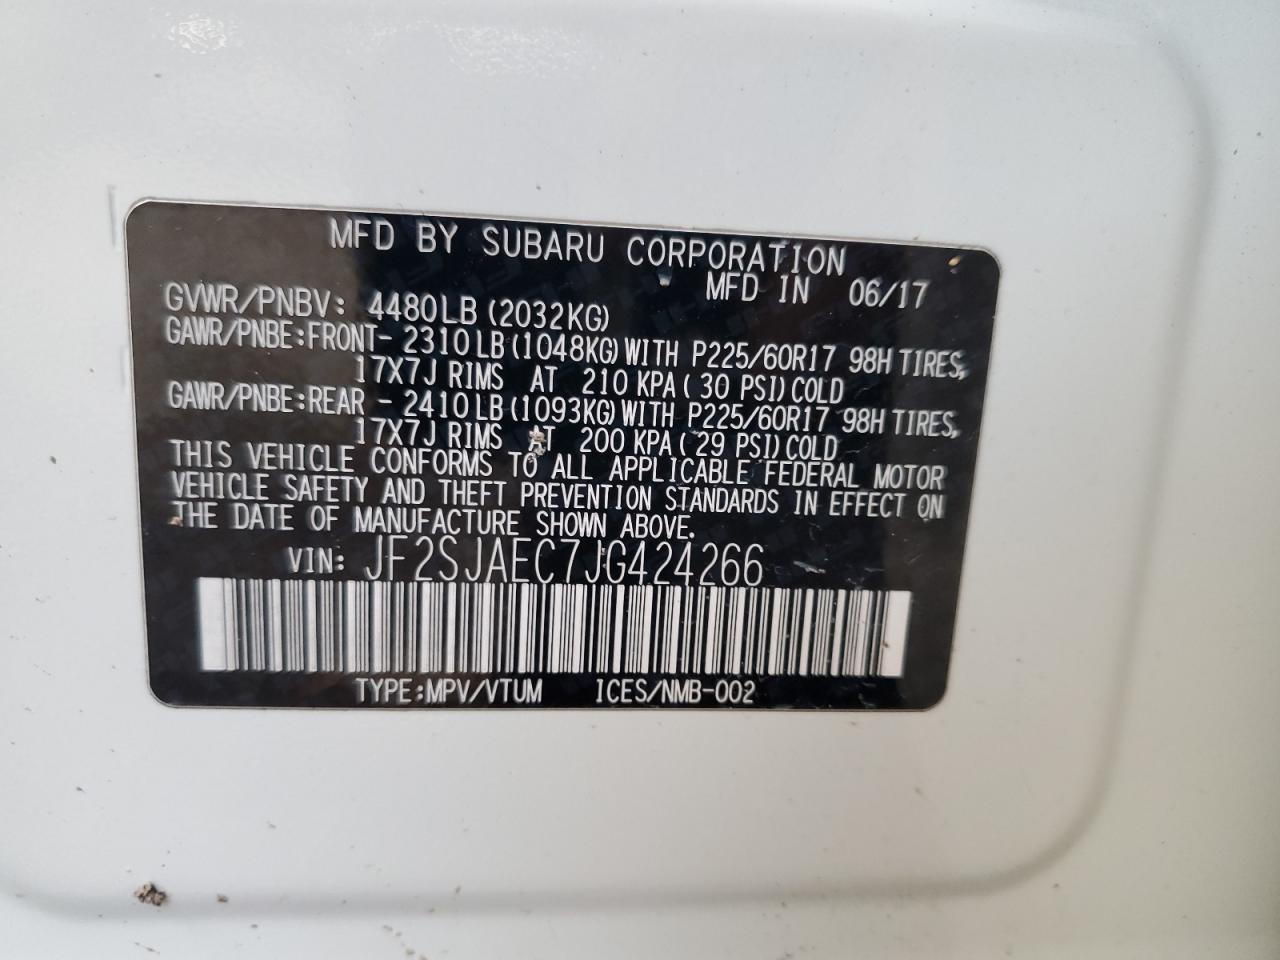 MFD BY SUBARU CORPORATION
MFD IN 06/17
GVWR/PNBV: 4480LB (2032KG)
GAWR/PNBE:FRONT- 2310LB(1048KG)WITH P225/60R17 98H TIRES,
17X7J RIMS AT 210 KPA( 30 PSI)COLD
GAWR/PNBE:REAR - 2410LB(1093KG)WITH P225/60R17 98H TIRES,
17X7J RIMS AT 200 KPA( 29 PSI)COLD
THIS VEHICLE CONFORMS TO ALL APPLICABLE FEDERAL MOTOR
VEHICLE SAFETY AND THEFT PREVENTION STANDARDS IN EFFECT ON
THE DATE OF MANUFACTURE SHOWN ABOVE.
VIN: JF2SJAEC7JG424266
TYPE:MPV/VTUM ICES/NMB-002